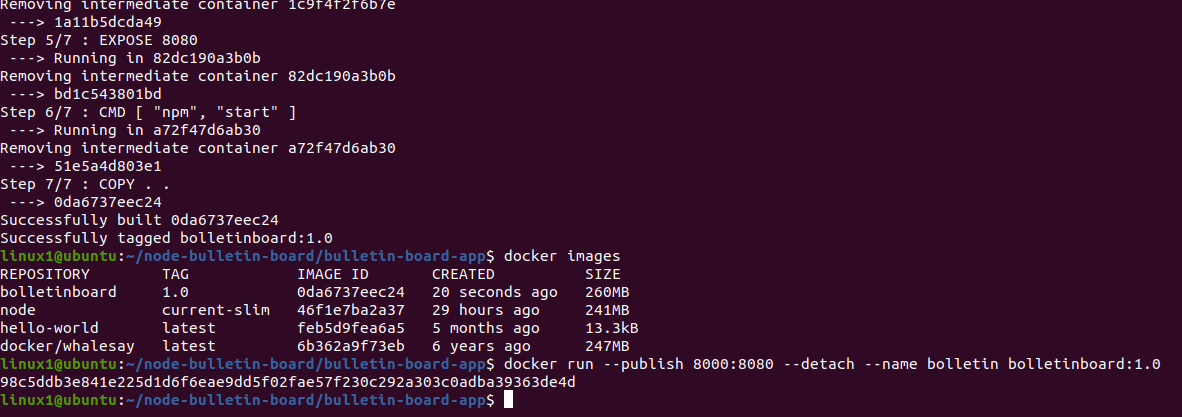 Removing intermediate container 1c9f4f2f6b7e
 ---> 1a11b5dcda49
Step 5/7 : EXPOSE 8080
 ---> Running in 82dc190a3b0b
Removing intermediate container 82dc190a3b0b
 ---> bd1c543801bd
Step 6/7 : CMD [ "npm", "start" ]
 ---> Running in a72f47d6ab30
Removing intermediate container a72f47d6ab30
 ---> 51e5a4d803e1
Step 7/7 : COPY . .
 ---> 0da6737eec24
Successfully built 0da6737eec24
Successfully tagged bolletinboard:1.0
linux1@ubuntu:~/node-bulletin-board/bulletin-board-app$ docker images
REPOSITORY TAG IMAGE ID CREATED SIZE
bolletinboard 1.0 0da6737eec24 20 seconds ago 260MB
node current-slim 46f1e7ba2a37 29 hours ago 241MB
hello-world latest feb5d9fea6a5 5 months ago 13.3kB
docker/whalesay latest 6b362a9f73eb 6 years ago 247MB
linux1@ubuntu:~/node-bulletin-board/bulletin-board-app$ docker run --publish 8000:8080 --detach --name bolletin bolletinboard:1.0
98c5ddb3e841e225d1d6f6eae9dd5f02fae57f230c292a303c0adba39363de4d
linux1@ubuntu:~/node-bulletin-board/bulletin-board-app$